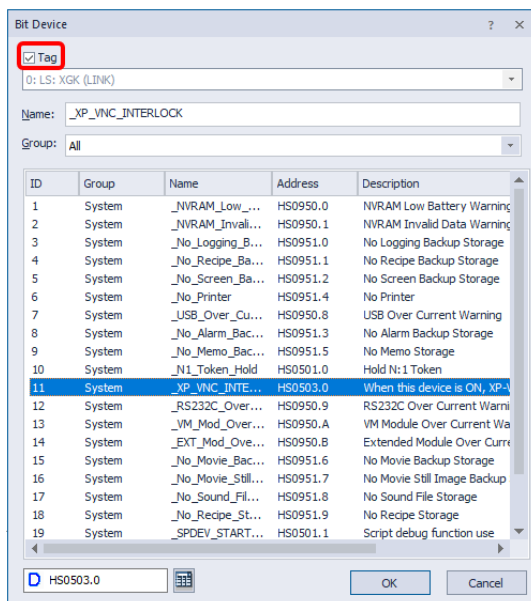 Bit Device ? ×
Tag
0: LS: XGK (LINK)
Name: _XP_VNC_INTERLOCK
Group: All
ID Group Name Address Description
1 System _NVRAM_Low_... HS0950.0 NVRAM Low Battery Warning
2 System _NVRAM_Invali... HS0950.1 NVRAM Invalid Data Warning
3 System _No_Logging_B... HS0951.0 No Logging Backup Storage
4 System _No_Recipe_Ba... HS0951.1 No Recipe Backup Storage
5 System _No_Screen_Ba... HS0951.2 No Screen Backup Storage
6 System _No_Printer HS0951.4 No Printer
7 System _USB_Over_Cu... HS0950.8 USB Over Current Warning
8 System _No_Alarm_Bac... HS0951.3 No Alarm Backup Storage
9 System _No_Memo_Bac... HS0951.5 No Memo Storage
10 System _N1_Token_Hold HS0501.0 Hold N:1 Token
11 System _XP_VNC_INTE... HS0503.0 When this device is ON, XP-V
12 System _RS232C_Over... HS0950.9 RS232C Over Current Warni
13 System _VM_Mod_Over... HS0950.A VM Module Over Current Wa
14 System _EXT_Mod_Ove... HS0950.B Extended Module Over Curre
15 System _No_Movie_Bac... HS0951.6 No Movie Backup Storage
16 System _No_Movie_Still... HS0951.7 No Movie Still Image Backup
17 System _No_Sound_Fil... HS0951.8 No Sound File Storage
18 System _No_Recipe_St... HS0951.9 No Recipe Storage
19 System _SPDEV_START... HS0501.1 Script debug function use
D HS0503.0 OK Cancel